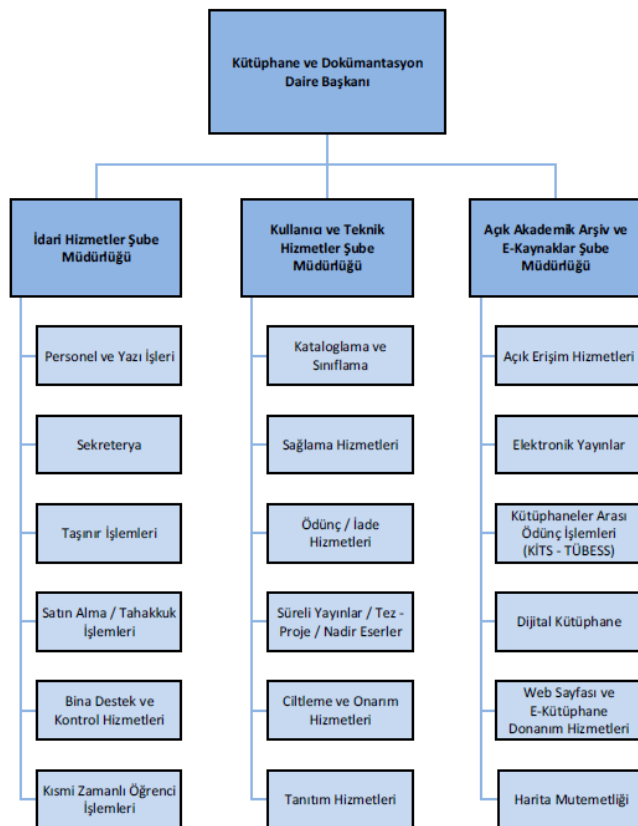 Kütüphane ve Dokümantasyon
Daire Başkanı
İdari Hizmetler Şube
Müdürlüğü
Personel ve Yazı İşleri
Sekreterya
Taşınır İşlemleri
Satın Alma / Tahakkuk
İşlemleri
Bina Destek ve
Kontrol Hizmetleri
Kısmi Zamanlı Öğrenci
İşlemleri
Kullanıcı ve Teknik
Hizmetler Şube
Müdürlüğü
Kataloglama ve
Sınıflama
Sağlama Hizmetleri
Ödünç / İade
Hizmetleri
Süreli Yayınlar / Tez -
Proje / Nadir Eserler
Ciltleme ve Onarım
Hizmetleri
Tanıtım Hizmetleri
Açık Akademik Arşiv ve
E-Kaynaklar Şube
Müdürlüğü
Açık Erişim Hizmetleri
Elektronik Yayınlar
Kütüphaneler Arası
Ödünç İşlemleri
(KİTS - TÜBESS)
Dijital Kütüphane
Web Sayfası ve
E-Kütüphane
Donanım Hizmetleri
Harita Mutemetliği